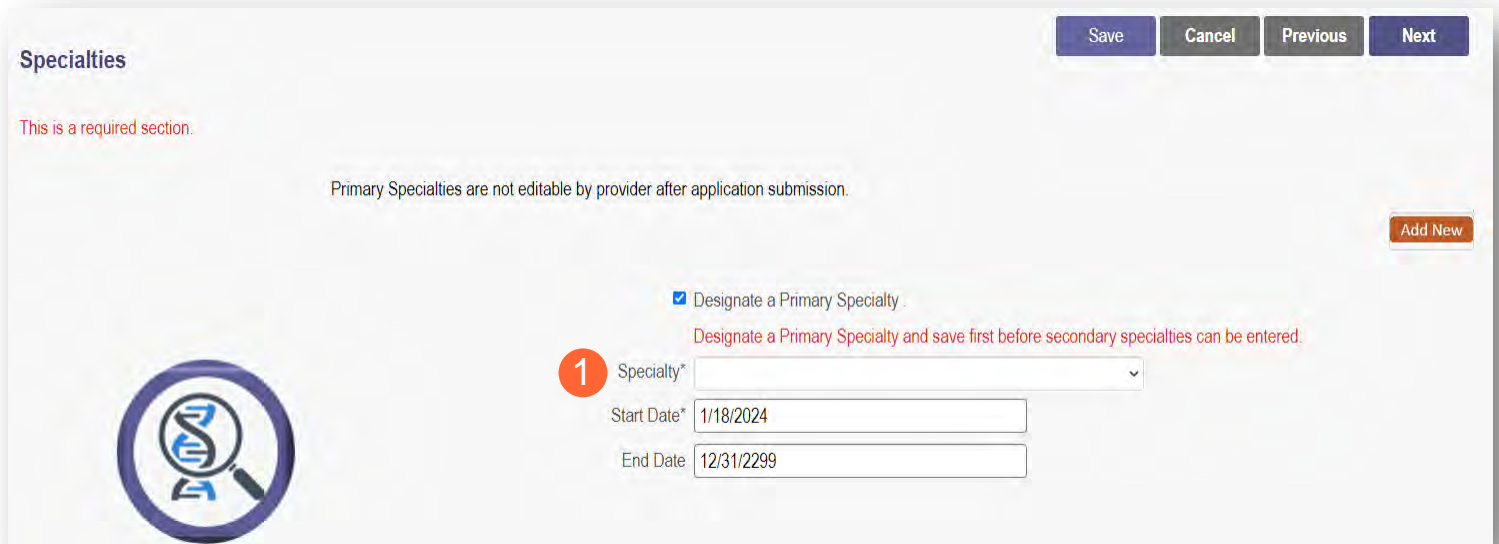 Save Cancel Previous Next
Specialties
This is a required section.
Primary Specialties are not editable by provider after application submission.
Add New
Designate a Primary Specialty .
Designate a Primary Specialty and save first before secondary specialties can be entered.
1 Specialty*
Start Date* 1/18/2024
End Date 12/31/2299